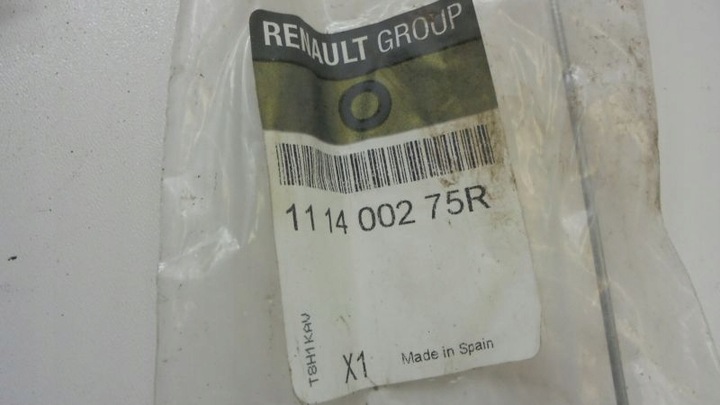 RENAULT GROUP
11 14 002 75R
T8H1KAV
X1 Made in Spain